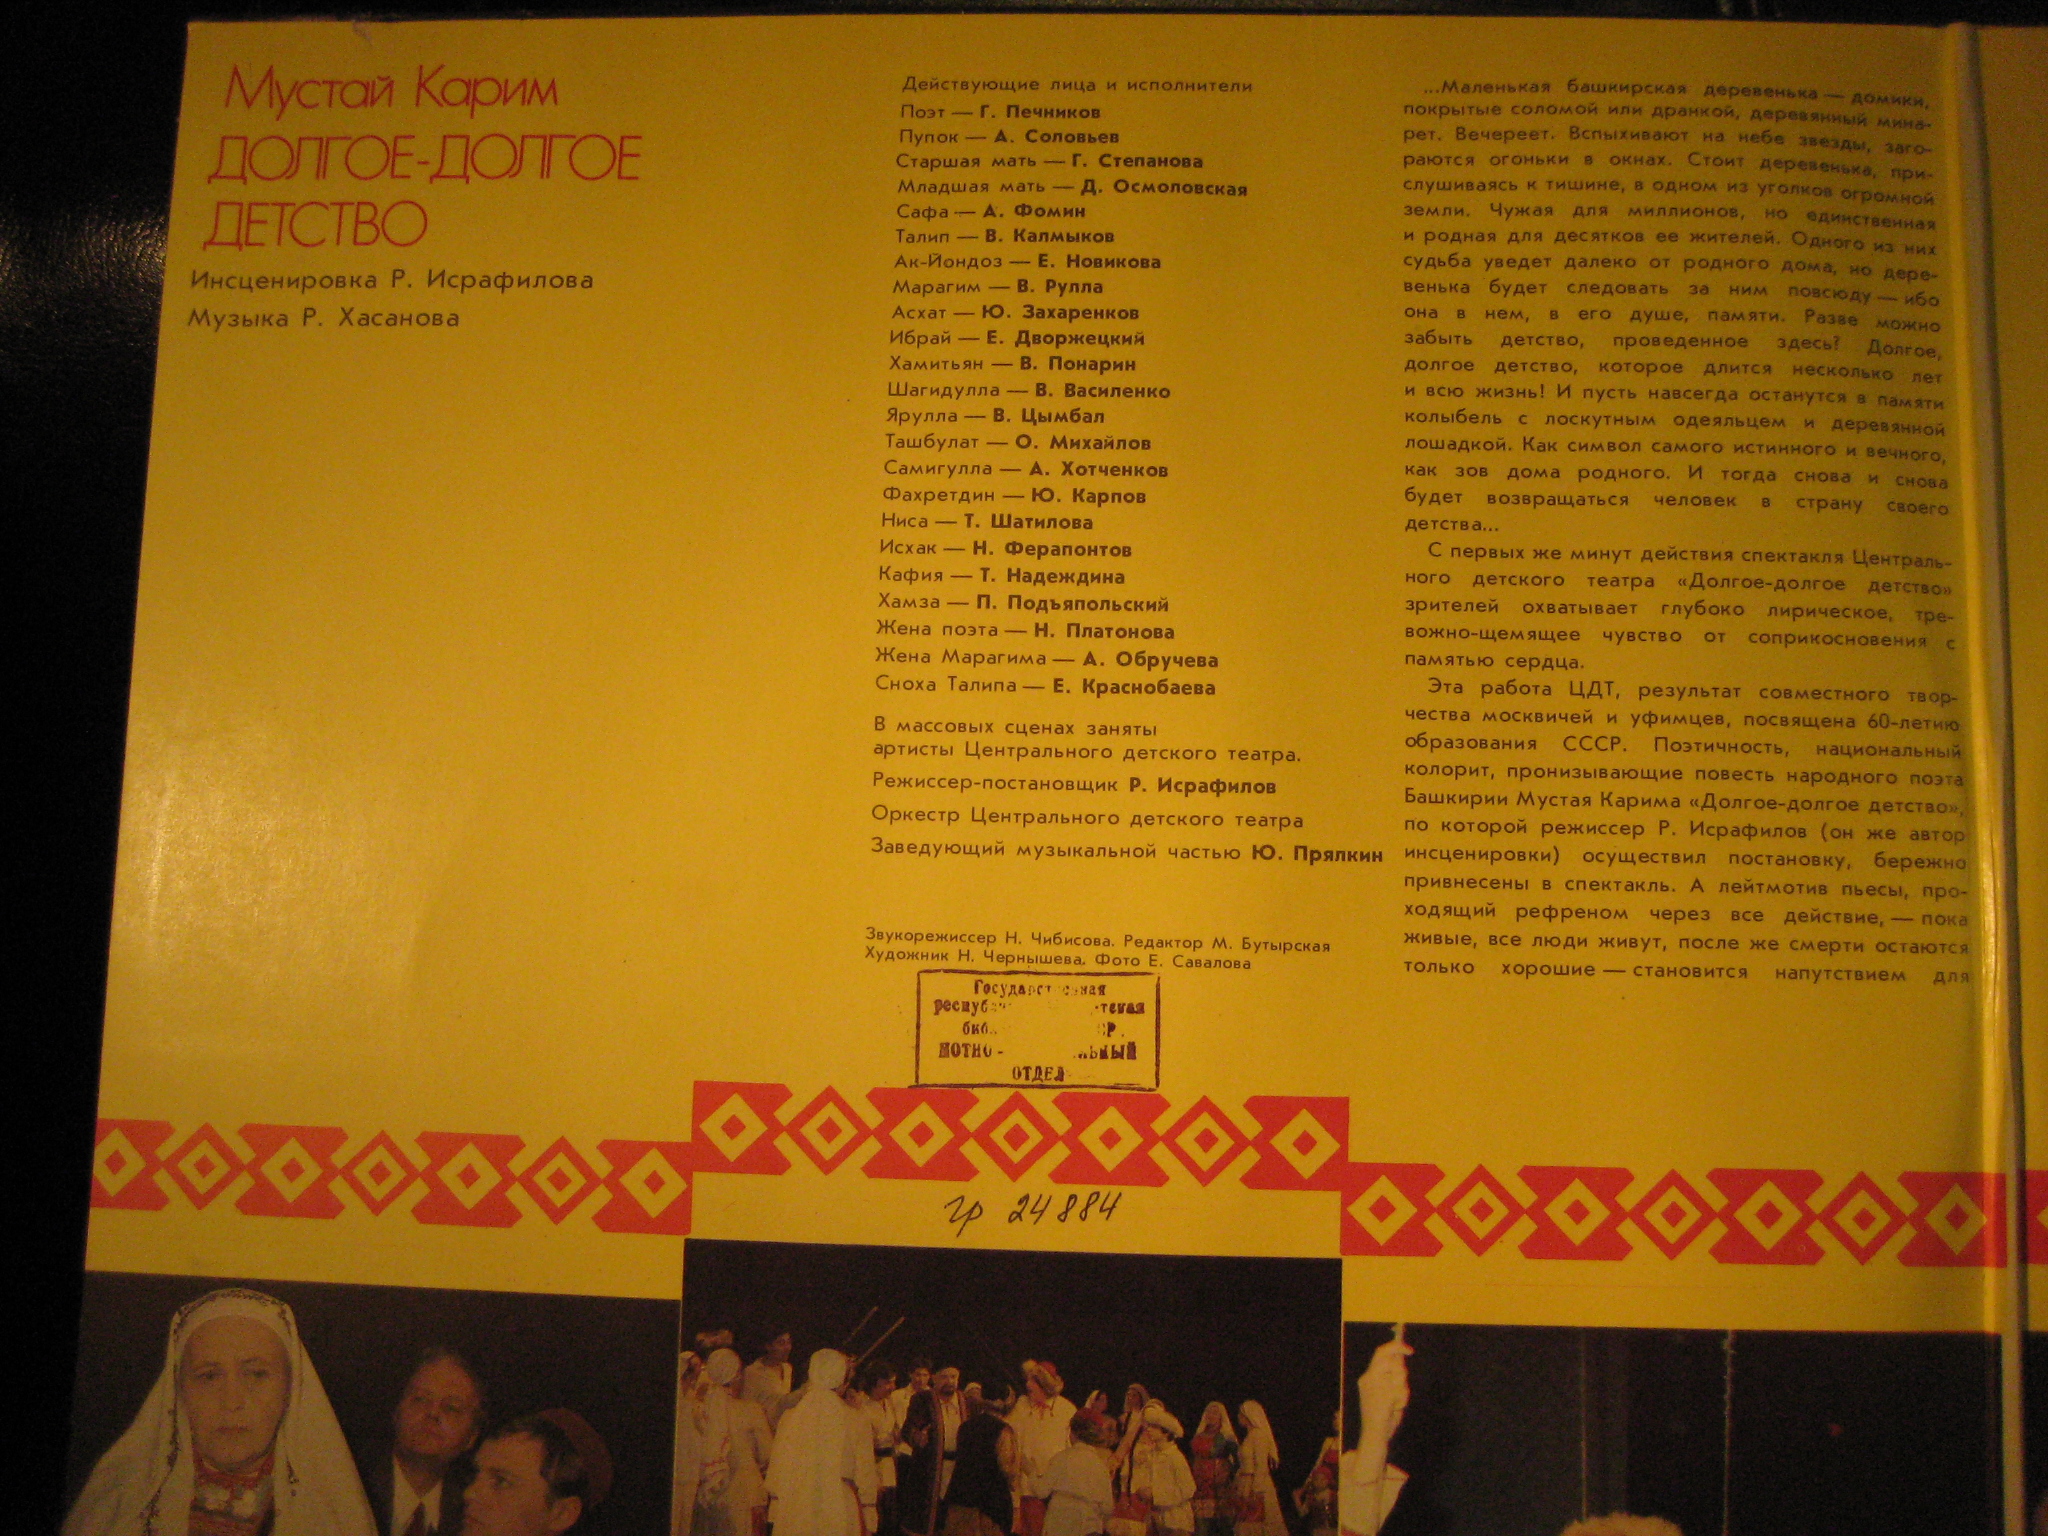 Мустай Карим
ДОЛГОЕ-ДОЛГОЕ
ДЕТСТВО
Инсценировка Р. Исрафилова
Музыка Р. Хасанова
Действующие лица и исполнители
Поэт — Г. Печников
Пупок — А. Соловьев
Старшая мать — Г. Степанова
Младшая мать — Д. Осмоловская
Сафа — А. Фомин
Талип — В. Калмыков
Ак-Йондоз — Е. Новикова
Марагим — В. Рулла
Асхат — Ю. Захаренков
Ибрай — Е. Дворжецкий
Хамитьян — В. Понарин
Шагидулла — В. Василенко
Ярулла — В. Цымбал
Ташбулат — О. Михайлов
Самигулла — А. Хотченков
Фахретдин — Ю. Карпов
Ниса — Т. Шатилова
Исхак — Н. Ферапонтов
Кафия — Т. Надеждина
Хамза — П. Подъяпольский
Жена поэта — Н. Платонова
Жена Марагима — А. Обручева
Сноха Талипа — Е. Краснобаева
В массовых сценах заняты
артисты Центрального детского театра.
Режиссер-постановщик Р. Исрафилов
Оркестр Центрального детского театра
Заведующий музыкальной частью Ю. Прялкин
Звукорежиссер Н. Чибисова. Редактор М. Бутырская
Художник Н. Чернышева. Фото Е. Савалова
ОТДЕЛ
гр 24884
...Маленькая башкирская деревенька — домики,
покрытые соломой или дранкой, деревянный мина-
рет. Вечереет. Вспыхивают на небе звезды, заго-
раются огоньки в окнах. Стоит деревенька, при-
слушиваясь к тишине, в одном из уголков огромной
земли. Чужая для миллионов, но единственная
и родная для десятков ее жителей. Одного из них
судьба уведет далеко от родного дома, но дере-
венька будет следовать за ним повсюду — ибо
она в нем, в его душе, памяти. Разве можно
забыть детство, проведенное здесь? Долгое,
долгое детство, которое длится несколько лет
и всю жизнь! И пусть навсегда останутся в памяти
колыбель с лоскутным одеяльцем и деревянной
лошадкой. Как символ самого истинного и вечного,
как зов дома родного. И тогда снова и снова
будет возвращаться человек в страну своего
детства...
С первых же минут действия спектакля Централь-
ного детского театра «Долгое-долгое детство»
зрителей охватывает глубоко лирическое, тре-
вожно-щемящее чувство от соприкосновения с
памятью сердца.
Эта работа ЦДТ, результат совместного твор-
чества москвичей и уфимцев, посвящена 60-летию
образования СССР. Поэтичность, национальный
колорит, пронизывающие повесть народного поэта
Башкирии Мустая Карима «Долгое-долгое детство»,
по которой режиссер Р. Исрафилов (он же автор
инсценировки) осуществил постановку, бережно
привнесены в спектакль. А лейтмотив пьесы, про-
ходящий рефреном через все действие, — пока
живые, все люди живут, после же смерти остаются
только хорошие — становится напутствием для